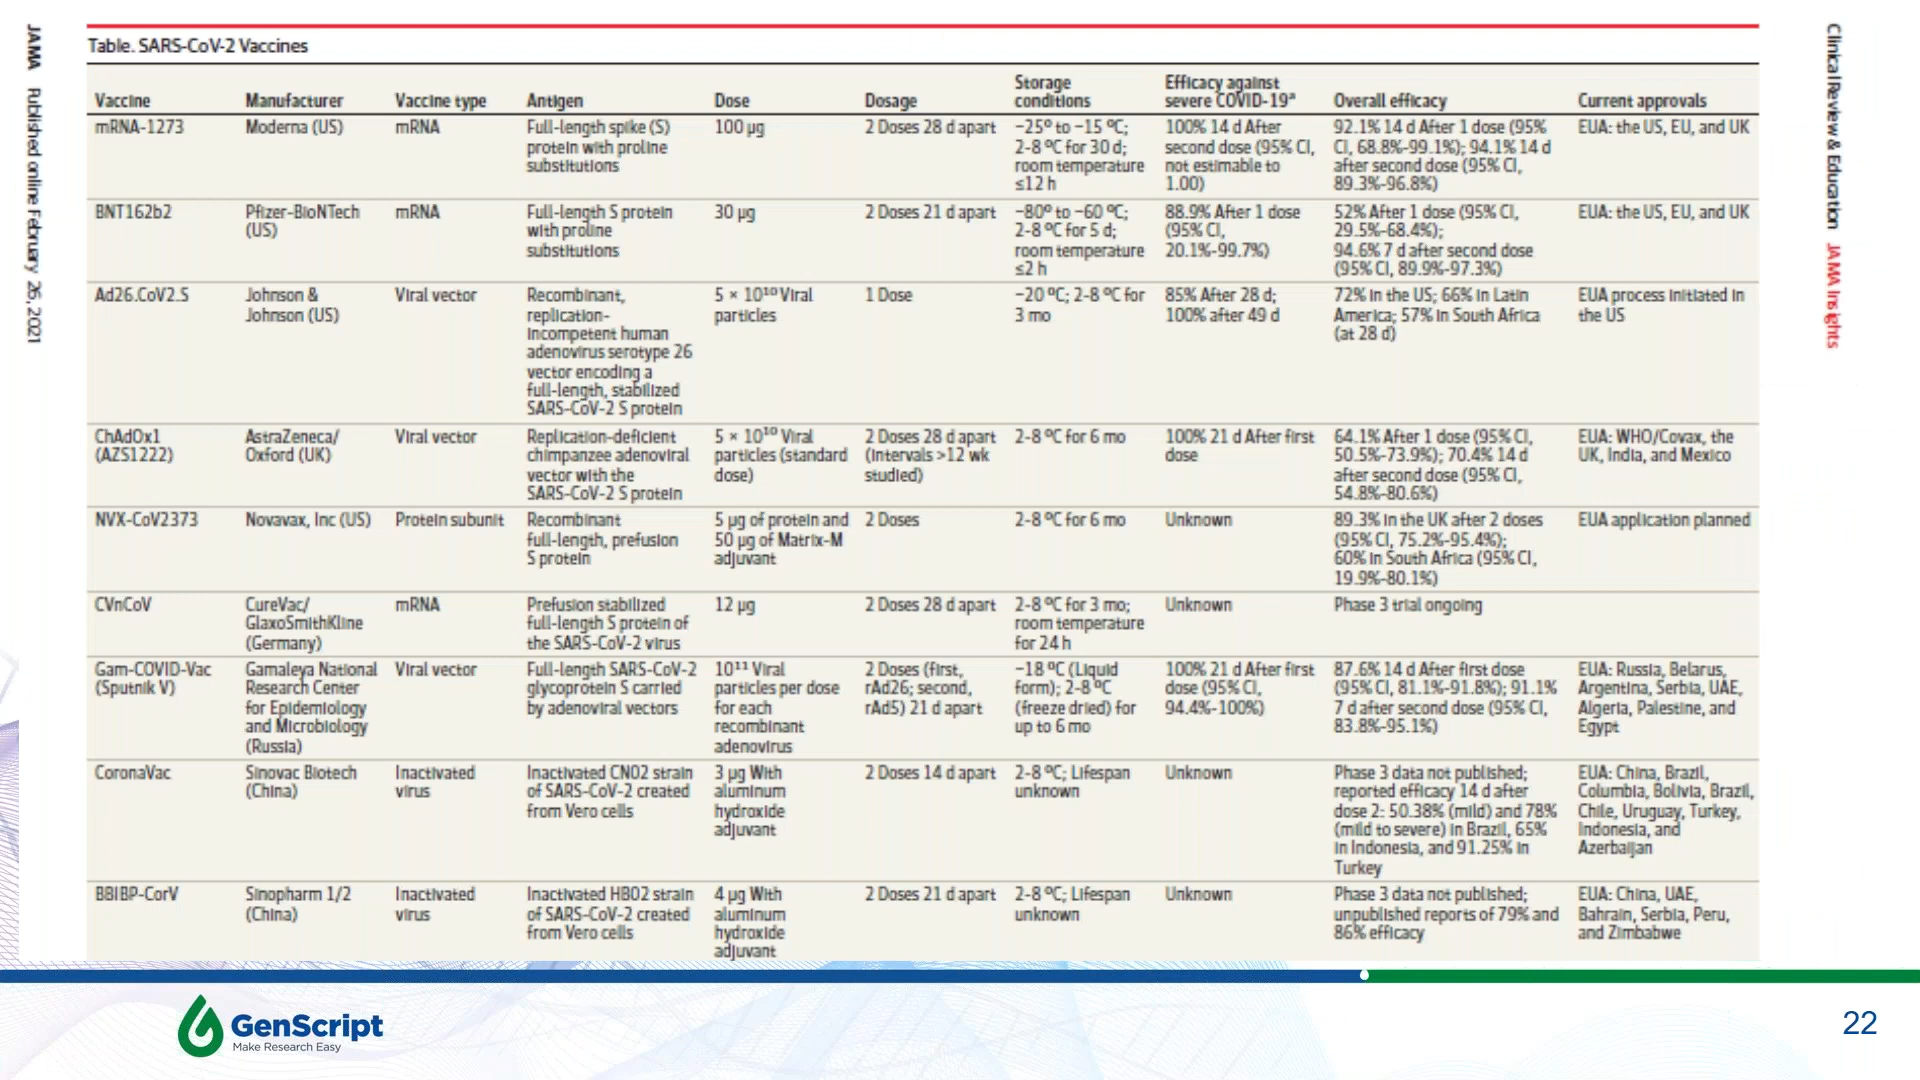 Table. SARS-CoV-2 Vaccines
Vaccine
Manufacturer
Vaccine type
Antigen
Dose
Dosage
Storage
conditions
Efficacy against
severe COVID-19ª
Overall efficacy
Current approvals
mRNA-1273
Moderna (US)
mRNA
Full-length spike (S)
protein with proline
substitutions
100 µg
2 Doses 28 d apart
−25º to −15 ºC;
2-8 ºC for 30 d;
room temperature
≤12 h
100% 14 d After
second dose (95% CI,
not estimable to
1.00)
92.1% 14 d After 1 dose (95%
CI, 68.8%-99.1%); 94.1% 14 d
after second dose (95% CI,
89.3%-96.8%)
EUA: the US, EU, and UK
BNT162b2
Pfizer-BioNTech
(US)
mRNA
Full-length S protein
with proline
substitutions
30 µg
2 Doses 21 d apart
−80º to −60 ºC;
2-8 ºC for 5 d;
room temperature
≤2 h
88.9% After 1 dose
(95% CI,
20.1%-99.7%)
52% After 1 dose (95% CI,
29.5%-68.4%);
94.6% 7 d after second dose
(95% CI, 89.9%-97.3%)
EUA: the US, EU, and UK
Ad26.CoV2.S
Johnson &
Johnson (US)
Viral vector
Recombinant,
replication-
incompetent human
adenovirus serotype 26
vector encoding a
full-length, stabilized
SARS-CoV-2 S protein
5 × 10¹⁰ Viral
particles
1 Dose
−20 ºC; 2-8 ºC for
3 mo
85% After 28 d;
100% after 49 d
72% in the US; 66% in Latin
America; 57% in South Africa
(at 28 d)
EUA process initiated in
the US
ChAdOx1
(AZS1222)
AstraZeneca/
Oxford (UK)
Viral vector
Replication-deficient
chimpanzee adenoviral
vector with the
SARS-CoV-2 S protein
5 × 10¹⁰ Viral
particles (standard
dose)
2 Doses 28 d apart
(intervals >12 wk
studied)
2-8 ºC for 6 mo
100% 21 d After first
dose
64.1% After 1 dose (95% CI,
50.5%-73.9%); 70.4% 14 d
after second dose (95% CI,
54.8%-80.6%)
EUA: WHO/Covax, the
UK, India, and Mexico
NVX-CoV2373
Novavax, Inc (US)
Protein subunit
Recombinant
full-length, prefusion
S protein
5 µg of protein and
50 µg of Matrix-M
adjuvant
2 Doses
2-8 ºC for 6 mo
Unknown
89.3% in the UK after 2 doses
(95% CI, 75.2%-95.4%);
60% in South Africa (95% CI,
19.9%-80.1%)
EUA application planned
CVnCoV
CureVac/
GlaxoSmithKline
(Germany)
mRNA
Prefusion stabilized
full-length S protein of
the SARS-CoV-2 virus
12 µg
2 Doses 28 d apart
2-8 ºC for 3 mo;
room temperature
for 24 h
Unknown
Phase 3 trial ongoing
Gam-COVID-Vac
(Sputnik V)
Gamaleya National
Research Center
for Epidemiology
and Microbiology
(Russia)
Viral vector
Full-length SARS-CoV-2
glycoprotein S carried
by adenoviral vectors
10¹¹ Viral
particles per dose
for each
recombinant
adenovirus
2 Doses (first,
rAd26; second,
rAd5) 21 d apart
−18 ºC (Liquid
form); 2-8 ºC
(freeze dried) for
up to 6 mo
100% 21 d After first
dose (95% CI,
94.4%-100%)
87.6% 14 d After first dose
(95% CI, 81.1%-91.8%); 91.1%
7 d after second dose (95% CI,
83.8%-95.1%)
EUA: Russia, Belarus,
Argentina, Serbia, UAE,
Algeria, Palestine, and
Egypt
CoronaVac
Sinovac Biotech
(China)
Inactivated
virus
Inactivated CN02 strain
of SARS-CoV-2 created
from Vero cells
3 µg With
aluminum
hydroxide
adjuvant
2 Doses 14 d apart
2-8 ºC; Lifespan
unknown
Unknown
Phase 3 data not published;
reported efficacy 14 d after
dose 2: 50.38% (mild) and 78%
(mild to severe) in Brazil, 65%
in Indonesia, and 91.25% in
Turkey
EUA: China, Brazil,
Columbia, Bolivia, Brazil,
Chile, Uruguay, Turkey,
Indonesia, and
Azerbaijan
BBIBP-CorV
Sinopharm 1/2
(China)
Inactivated
virus
Inactivated HB02 strain
of SARS-CoV-2 created
from Vero cells
4 µg With
aluminum
hydroxide
adjuvant
2 Doses 21 d apart
2-8 ºC; Lifespan
unknown
Unknown
Phase 3 data not published;
unpublished reports of 79% and
86% efficacy
EUA: China, UAE,
Bahrain, Serbia, Peru,
and Zimbabwe
JAMA Published online February 26, 2021
Clinical Review & Education JAMA Insights
GenScript
Make Research Easy
22